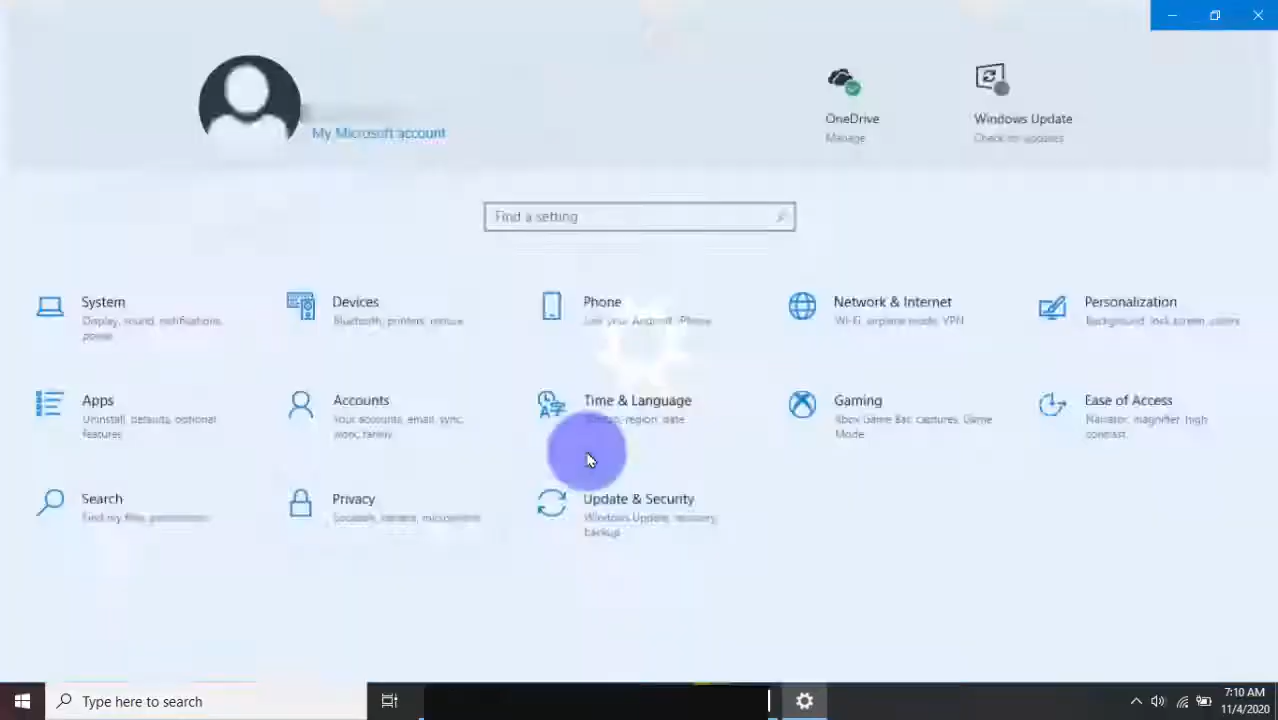 My Microsoft account
OneDrive
Manage
Windows Update
Check for updates
Find a setting
System
Display, sound, notifications,
power
Devices
Bluetooth, printers, mouse
Phone
Link your Android, iPhone
Network & Internet
Wi-Fi, airplane mode, VPN
Personalization
Background, lock screen, colors
Apps
Uninstall, defaults, optional
features
Accounts
Your accounts, email, sync,
work, family
Time & Language
region, date
Gaming
Xbox Game Bar, captures, Game
Mode
Ease of Access
Narrator, magnifier, high
contrast
Search
Find my files, permissions
Privacy
Location, camera, microphone
Update & Security
Windows Update, recovery,
backup
Type here to search
7:10 AM
11/4/2020